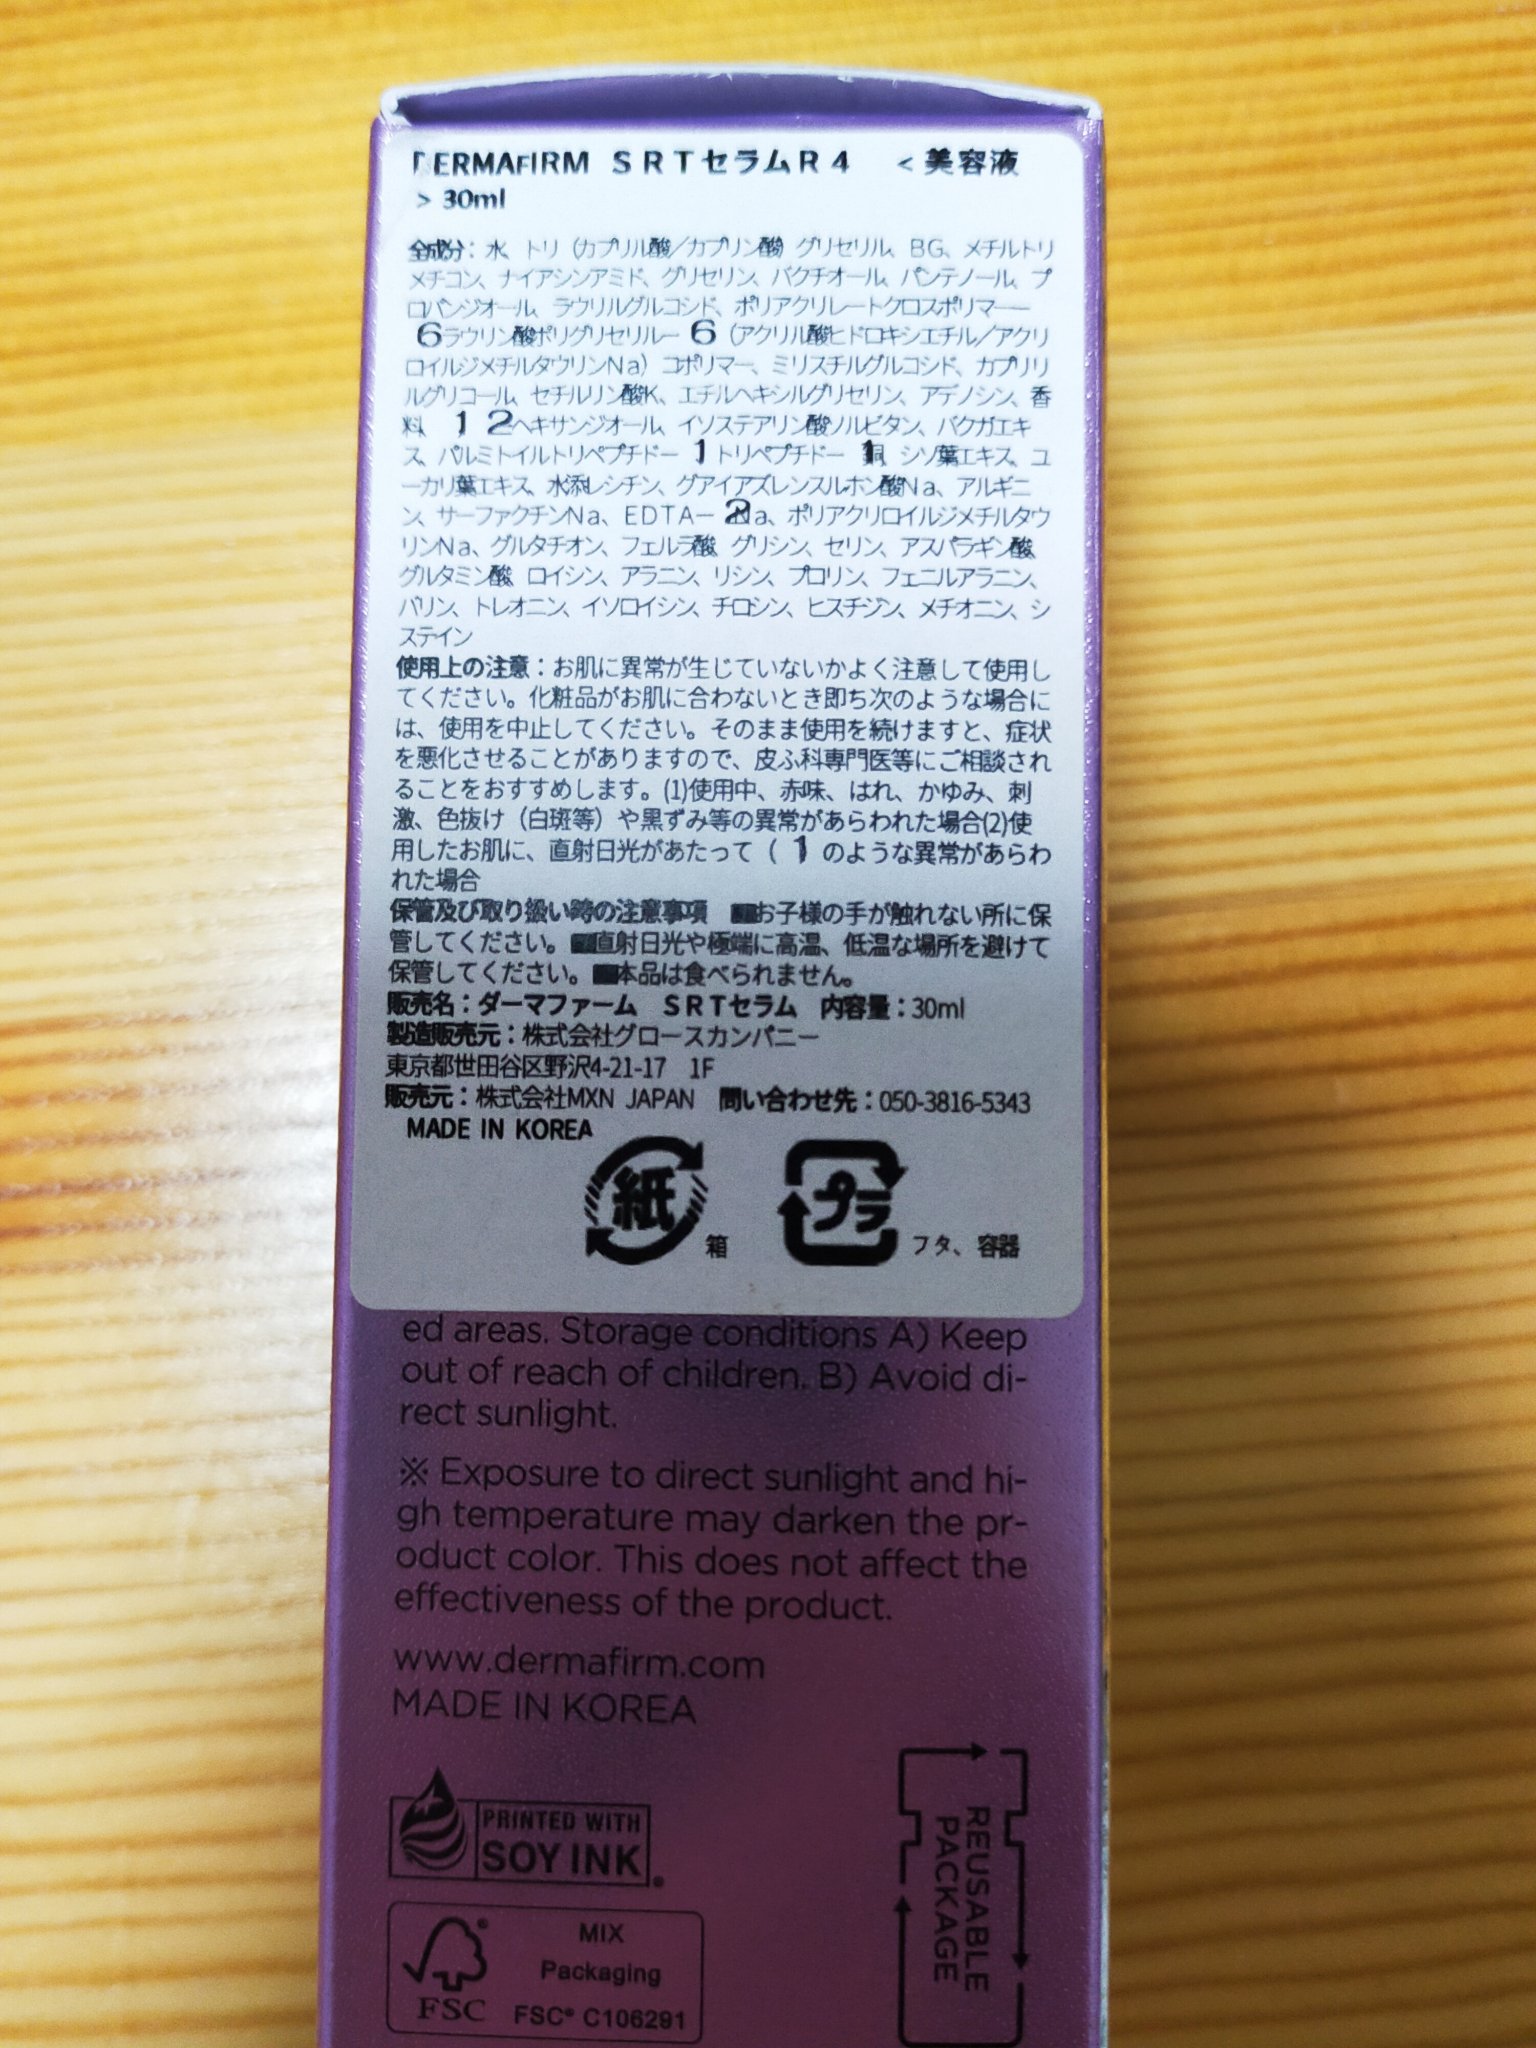 DERMAFIRM SRTセラムR4 <美容液
> 30ml
全成分：水、トリ（カプリル酸/カプリン酸）グリセリル、BG、メチルトリ
メチコン、ナイアシンアミド、グリセリン、バクチオール、パンテノール、プ
ロパンジオール、ラウリルグルコシド、ポリアクリレートクロスポリマー
6ラウリン酸ポリグリセリル－6（アクリル酸ヒドロキシエチル/アクリ
ロイルジメチルタウリンNa）コポリマー、ミリスチルグルコシド、カプリリ
ルグリコール、セチルリン酸K、エチルヘキシルグリセリン、アデノシン、香
料、12ヘキサンジオール、イソステアリン酸ソルビタン、バクガエキ
ス、パルミトイルトリペプチド－1トリペプチド－1銅、シソ葉エキス、ユ
ーカリ葉エキス、水添レシチン、グアイアズレンスルホン酸Na、アルギニ
ン、サーファクチンNa、EDTA－2Na、ポリアクリロイルジメチルタウ
リンNa、グルタチオン、フェルラ酸、グリシン、セリン、アスパラギン酸、
グルタミン酸、ロイシン、アラニン、リシン、プロリン、フェニルアラニン、
バリン、トレオニン、イソロイシン、チロシン、ヒスチジン、メチオニン、シ
ステイン
使用上の注意：お肌に異常が生じていないかよく注意して使用し
てください。化粧品がお肌に合わないとき即ち次のような場合に
は、使用を中止してください。そのまま使用を続けますと、症状
を悪化させることがありますので、皮ふ科専門医等にご相談され
ることをおすすめします。(1)使用中、赤味、はれ、かゆみ、刺
激、色抜け（白斑等）や黒ずみ等の異常があらわれた場合(2)使
用したお肌に、直射日光があたって（1のような異常があらわ
れた場合
保管及び取り扱い時の注意事項 ■お子様の手が触れない所に保
管してください。■直射日光や極端に高温、低温な場所を避けて
保管してください。■本品は食べられません。
販売名：ダーマファーム SRTセラム 内容量：30ml
製造販売元：株式会社グロースカンパニー
東京都世田谷区野沢4-21-17 1F
販売元：株式会社MXN JAPAN 問い合わせ先：050-3816-5343
MADE IN KOREA
紙 箱 プラ フタ、容器
ed areas. Storage conditions A) Keep
out of reach of children. B) Avoid di-
rect sunlight.
※ Exposure to direct sunlight and hi-
gh temperature may darken the pr-
oduct color. This does not affect the
effectiveness of the product.
www.dermafirm.com
MADE IN KOREA
PRINTED WITH
SOY INK
REUSABLE
PACKAGE
FSC
MIX
Packaging
FSC® C106291